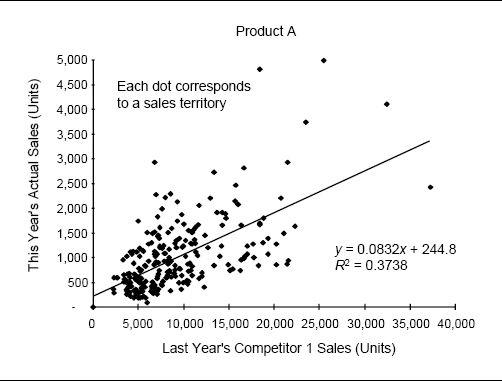 Product A
This Year's Actual Sales (Units)
5,000
4,500
4,000
3,500
3,000
2,500
2,000
1,500
1,000
500
-
Each dot corresponds
to a sales territory
y = 0.0832x + 244.8
R² = 0.3738
0 5,000 10,000 15,000 20,000 25,000 30,000 35,000 40,000
Last Year's Competitor 1 Sales (Units)